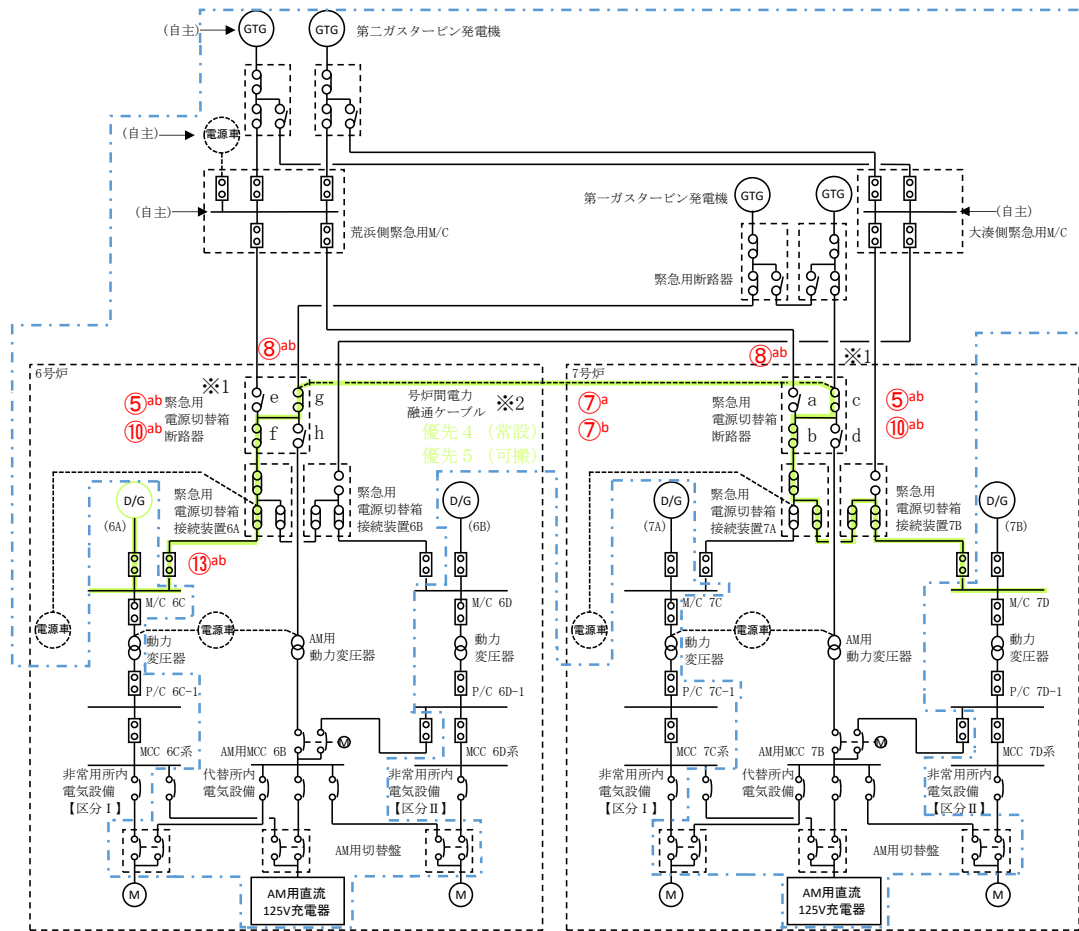 (自主)
GTG
GTG
第二ガスタービン発電機
(自主)
電源車
(自主)
荒浜側緊急用M/C
第一ガスタービン発電機
GTG
GTG
(自主)
大湊側緊急用M/C
緊急用断路器
⑧ab
⑧ab
※1
6号炉
※1
⑤ab
⑩ab
緊急用
電源切替箱
断路器
e
g
f
h
号炉間電力
融通ケーブル
※2
優先4 (常設)
優先5 (可搬)
7号炉
⑦a
⑦b
緊急用
電源切替箱
断路器
a
c
b
d
⑤ab
⑩ab
D/G
(6A)
緊急用
電源切替箱
接続装置6A
緊急用
電源切替箱
接続装置6B
D/G
(6B)
D/G
(7A)
緊急用
電源切替箱
接続装置7A
緊急用
電源切替箱
接続装置7B
D/G
(7B)
⑬ab
M/C 6C
M/C 6D
M/C 7C
M/C 7D
電源車
電源車
電源車
電源車
動力
変圧器
AM用
動力変圧器
動力
変圧器
動力
変圧器
AM用
動力変圧器
動力
変圧器
P/C 6C-1
P/C 6D-1
P/C 7C-1
P/C 7D-1
MCC 6C系
AM用MCC 6B
M
MCC 6D系
MCC 7C系
AM用MCC 7B
M
MCC 7D系
非常用所内
電気設備
【区分Ⅰ】
代替所内
電気設備
非常用所内
電気設備
【区分Ⅱ】
非常用所内
電気設備
【区分Ⅰ】
代替所内
電気設備
非常用所内
電気設備
【区分Ⅱ】
AM用切替盤
AM用切替盤
M
AM用直流
125V充電器
M
M
AM用直流
125V充電器
M